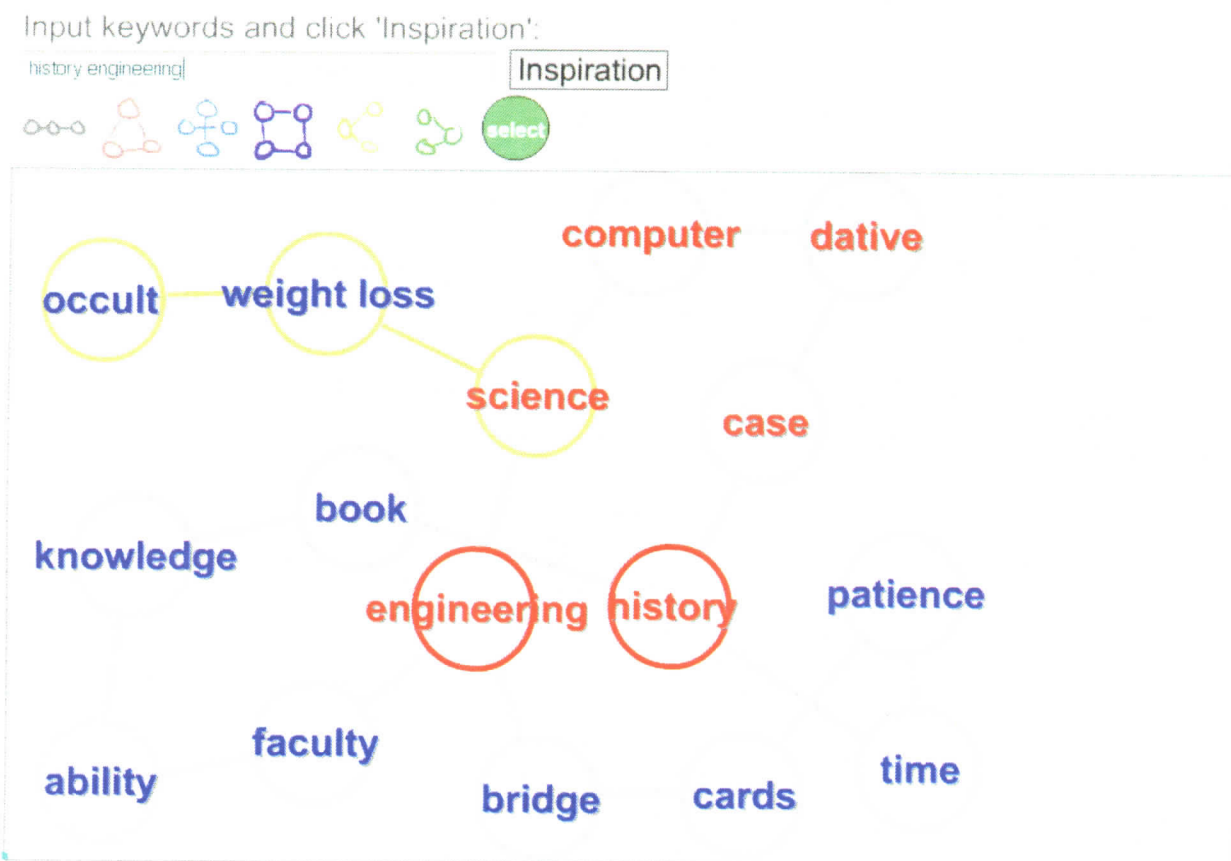 Input keywords and click 'Inspiration':
history engineering
Inspiration
select
computer
dative
occult
weight loss
science
case
book
knowledge
engineering
history
patience
faculty
ability
bridge
cards
time